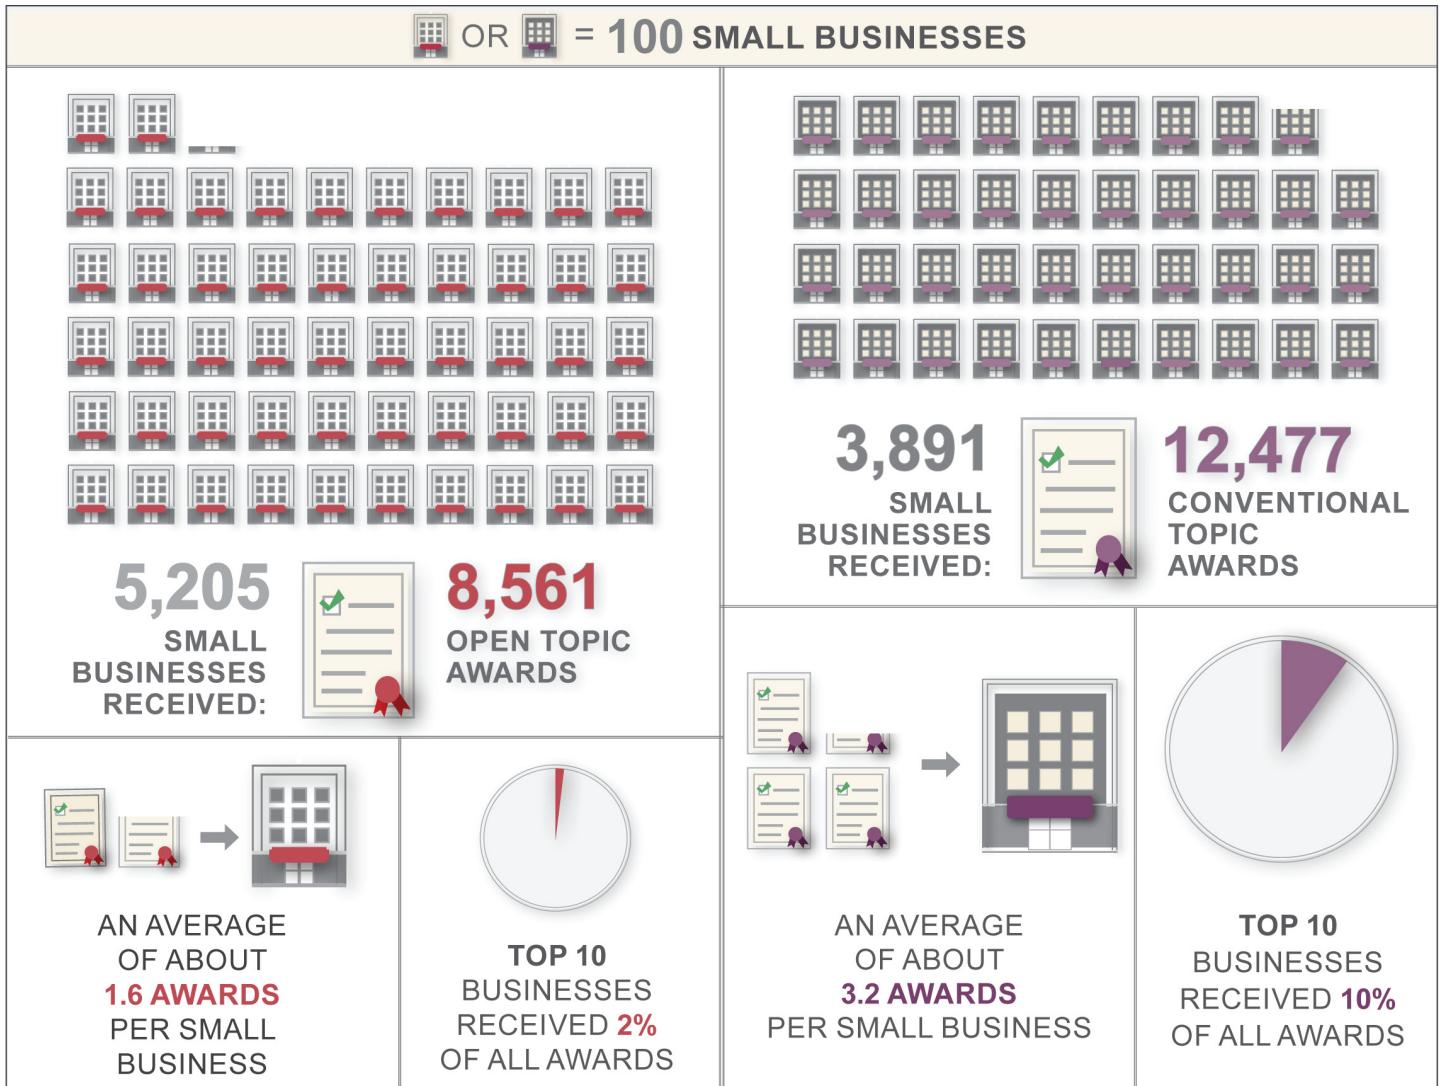 OR = 100 SMALL BUSINESSES
5,205
SMALL
BUSINESSES
RECEIVED:
8,561
OPEN TOPIC
AWARDS
3,891
SMALL
BUSINESSES
RECEIVED:
12,477
CONVENTIONAL
TOPIC
AWARDS
AN AVERAGE
OF ABOUT
1.6 AWARDS
PER SMALL
BUSINESS
TOP 10
BUSINESSES
RECEIVED 2%
OF ALL AWARDS
AN AVERAGE
OF ABOUT
3.2 AWARDS
PER SMALL BUSINESS
TOP 10
BUSINESSES
RECEIVED 10%
OF ALL AWARDS